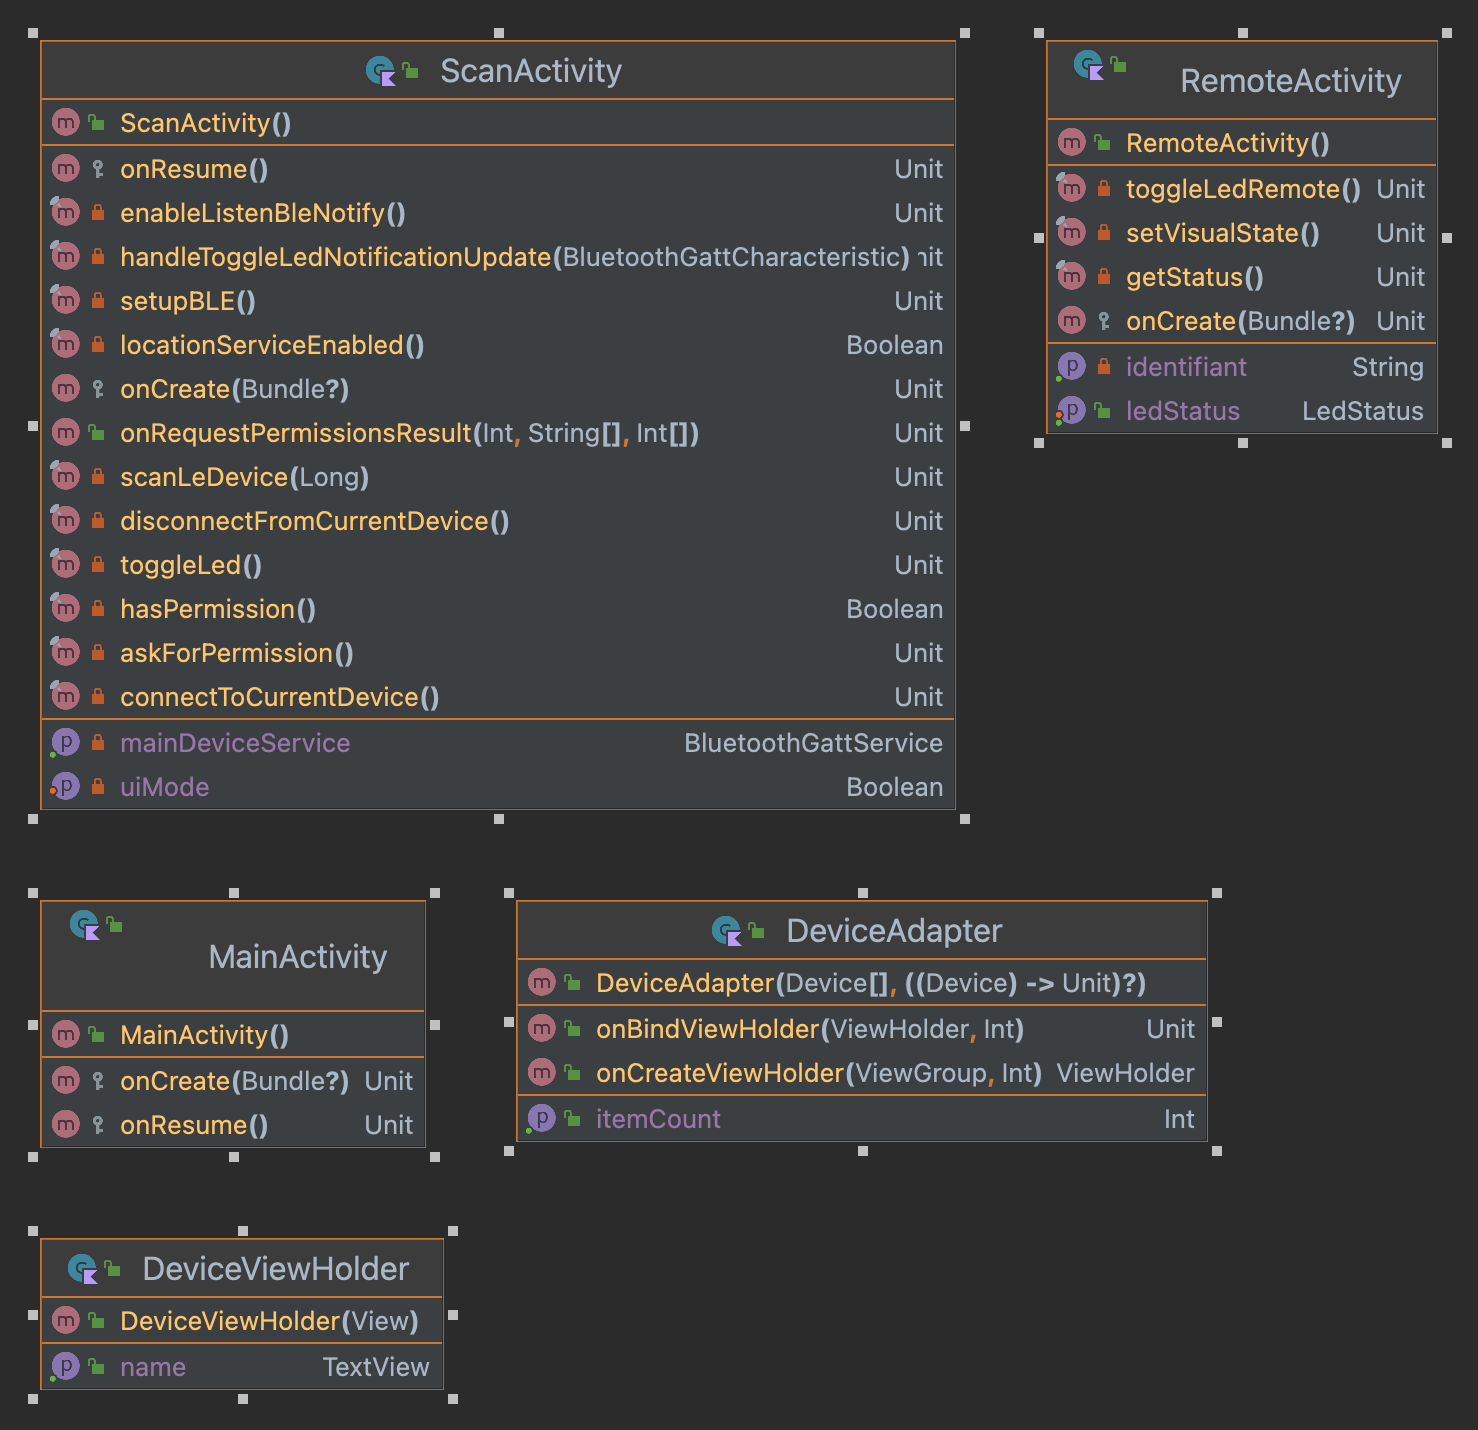 ScanActivity
ScanActivity()
onResume() Unit
enableListenBleNotify() Unit
handleToggleLedNotificationUpdate(BluetoothGattCharacteristic) nit
setupBLE() Unit
locationServiceEnabled() Boolean
onCreate(Bundle?) Unit
onRequestPermissionsResult(Int, String[], Int[]) Unit
scanLeDevice(Long) Unit
disconnectFromCurrentDevice() Unit
toggleLed() Unit
hasPermission() Boolean
askForPermission() Unit
connectToCurrentDevice() Unit
mainDeviceService BluetoothGattService
uiMode Boolean
RemoteActivity
RemoteActivity()
toggleLedRemote() Unit
setVisualState() Unit
getStatus() Unit
onCreate(Bundle?) Unit
identifiant String
ledStatus LedStatus
MainActivity
MainActivity()
onCreate(Bundle?) Unit
onResume() Unit
DeviceAdapter
DeviceAdapter(Device[], ((Device) -> Unit)?)
onBindViewHolder(ViewHolder, Int) Unit
onCreateViewHolder(ViewGroup, Int) ViewHolder
itemCount Int
DeviceViewHolder
DeviceViewHolder(View)
name TextView